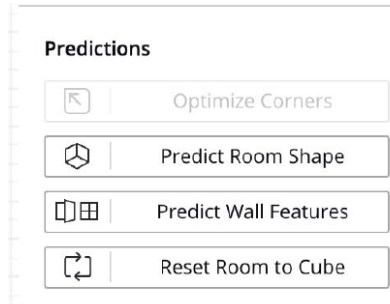 Predictions
Optimize Corners
Predict Room Shape
Predict Wall Features
Reset Room to Cube